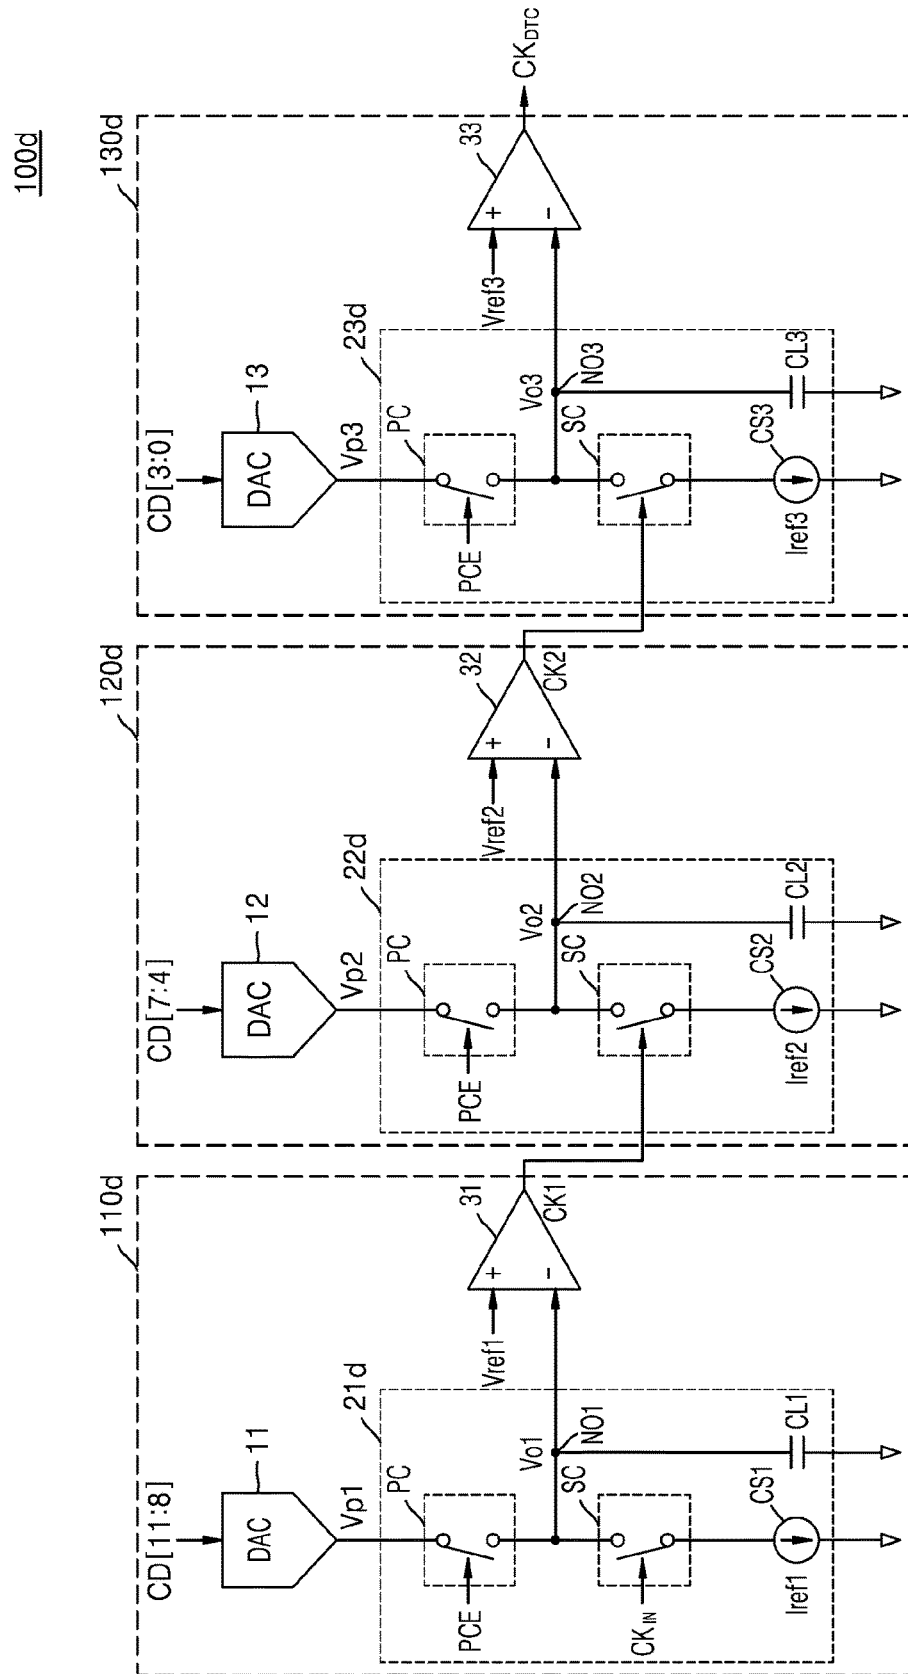 100d
110d
CD[11:8]
DAC
11
Vp1
21d
PC
PCE
Vo1
NO1
SC
CK_IN
CS1
Iref1
CL1
Vref1
+
-
31
CK1
120d
CD[7:4]
DAC
12
Vp2
22d
PC
PCE
Vo2
NO2
SC
CS2
Iref2
CL2
Vref2
+
-
32
CK2
130d
CD[3:0]
DAC
13
Vp3
23d
PC
PCE
Vo3
NO3
SC
CS3
Iref3
CL3
Vref3
+
-
33
CK_DTC